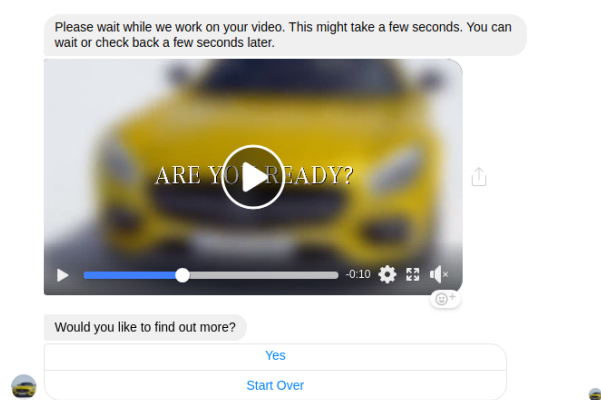 Please wait while we work on your video. This might take a few seconds. You can
wait or check back a few seconds later.
ARE YOU READY?
-0:10
Would you like to find out more?
Yes
Start Over